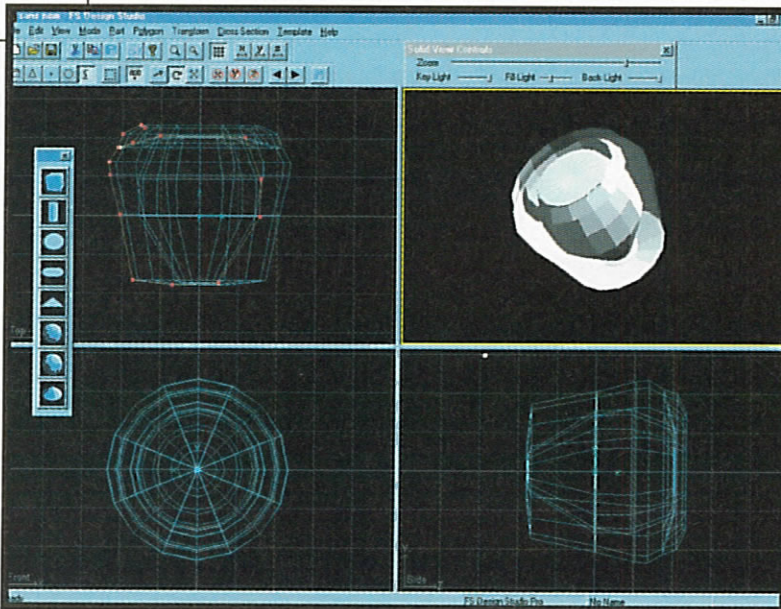 FS Design Studio
Edit View Mode Part Polygon Transform Cross Section Template Help
Solid View Controls
Zoom
Key Light Fill Light Back Light
Top
Front
Side
FS Design Studio Pro No Name